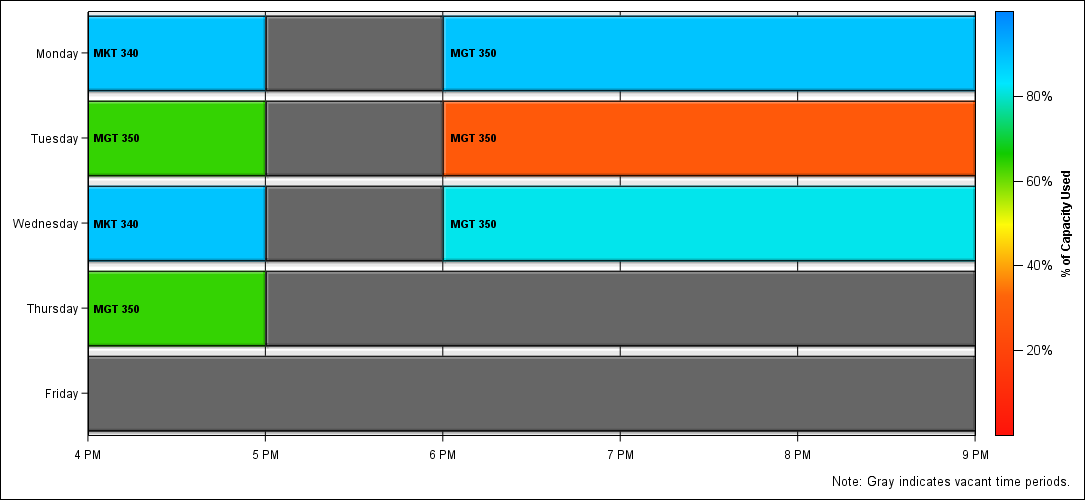 Monday
MKT 340
MGT 350
Tuesday
MGT 350
MGT 350
Wednesday
MKT 340
MGT 350
Thursday
MGT 350
Friday
4 PM
5 PM
6 PM
7 PM
8 PM
9 PM
80%
60%
40%
20%
% of Capacity Used
Note: Gray indicates vacant time periods.